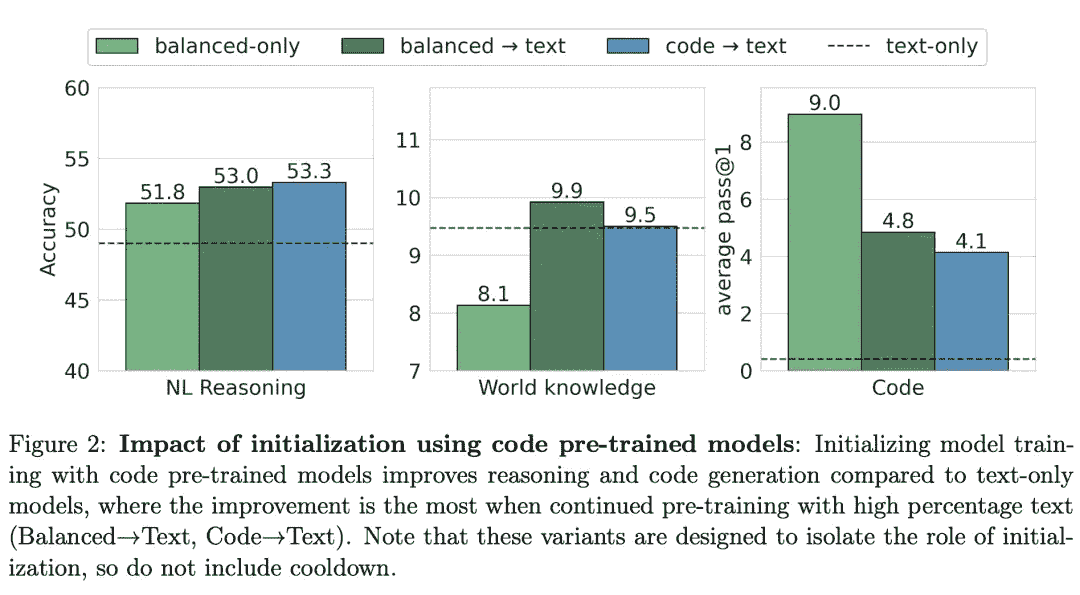 balanced-only balanced → text code → text text-only
60
55
50
45
40
Accuracy
51.8 53.0 53.3
NL Reasoning
11
10
9
8
7
8.1 9.9 9.5
World knowledge
8
6
4
2
0
average pass@1
9.0 4.8 4.1
Code
Figure 2: Impact of initialization using code pre-trained models: Initializing model train-
ing with code pre-trained models improves reasoning and code generation compared to text-only
models, where the improvement is the most when continued pre-training with high percentage text
(Balanced→Text, Code→Text). Note that these variants are designed to isolate the role of initial-
ization, so do not include cooldown.